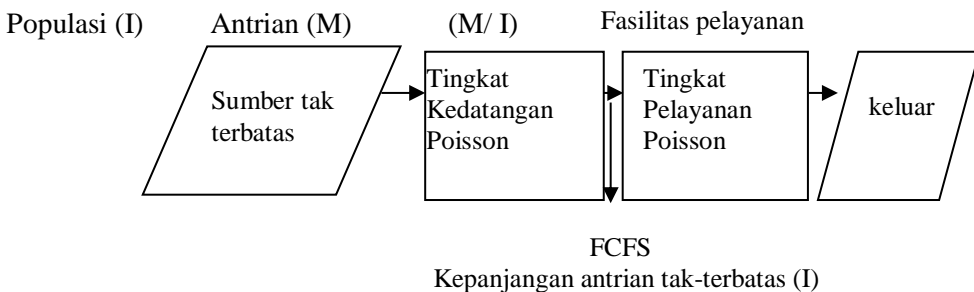 Populasi (I) Antrian (M) (M/ I) Fasilitas pelayanan
Sumber tak
terbatas
Tingkat
Kedatangan
Poisson
Tingkat
Pelayanan
Poisson
keluar
FCFS
Kepanjangan antrian tak-terbatas (I)